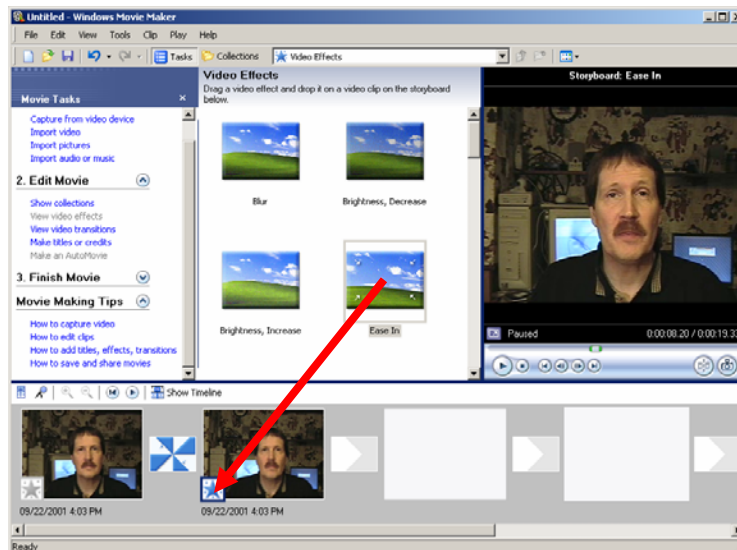 Untitled - Windows Movie Maker
File Edit View Tools Clip Play Help
Tasks Collections Video Effects
Movie Tasks
Capture from video device
Import video
Import pictures
Import audio or music
2. Edit Movie
Show collections
View video effects
View video transitions
Make titles or credits
Make an AutoMovie
3. Finish Movie
Movie Making Tips
How to capture video
How to edit clips
How to add titles, effects, transitions
How to save and share movies
Video Effects
Drag a video effect and drop it on a video clip on the storyboard
below.
Blur
Brightness, Decrease
Brightness, Increase
Ease In
Storyboard: Ease In
Paused
0:00:08.20 / 0:00:19.33
Show Timeline
09/22/2001 4:03 PM
09/22/2001 4:03 PM
Ready